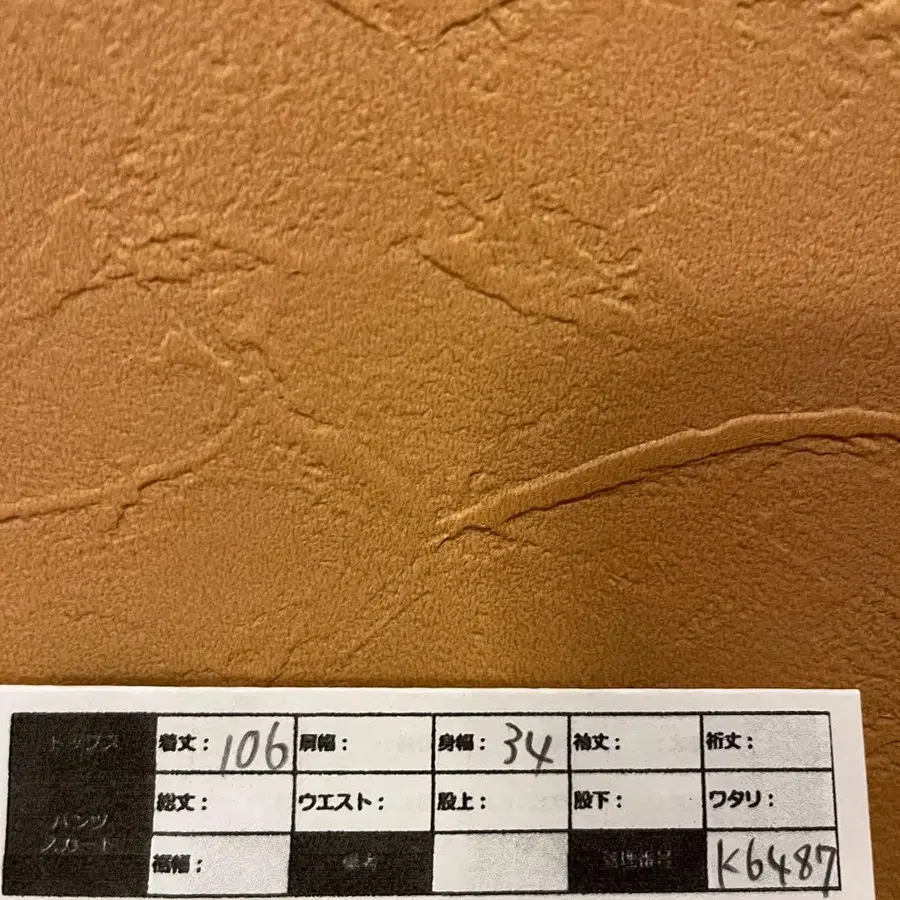 トップス 着丈: 106 肩幅: 身幅: 34 袖丈: 裄丈:
パンツ 総丈: ウエスト: 股上: 股下: ワタリ:
スカート 裾幅: K6487